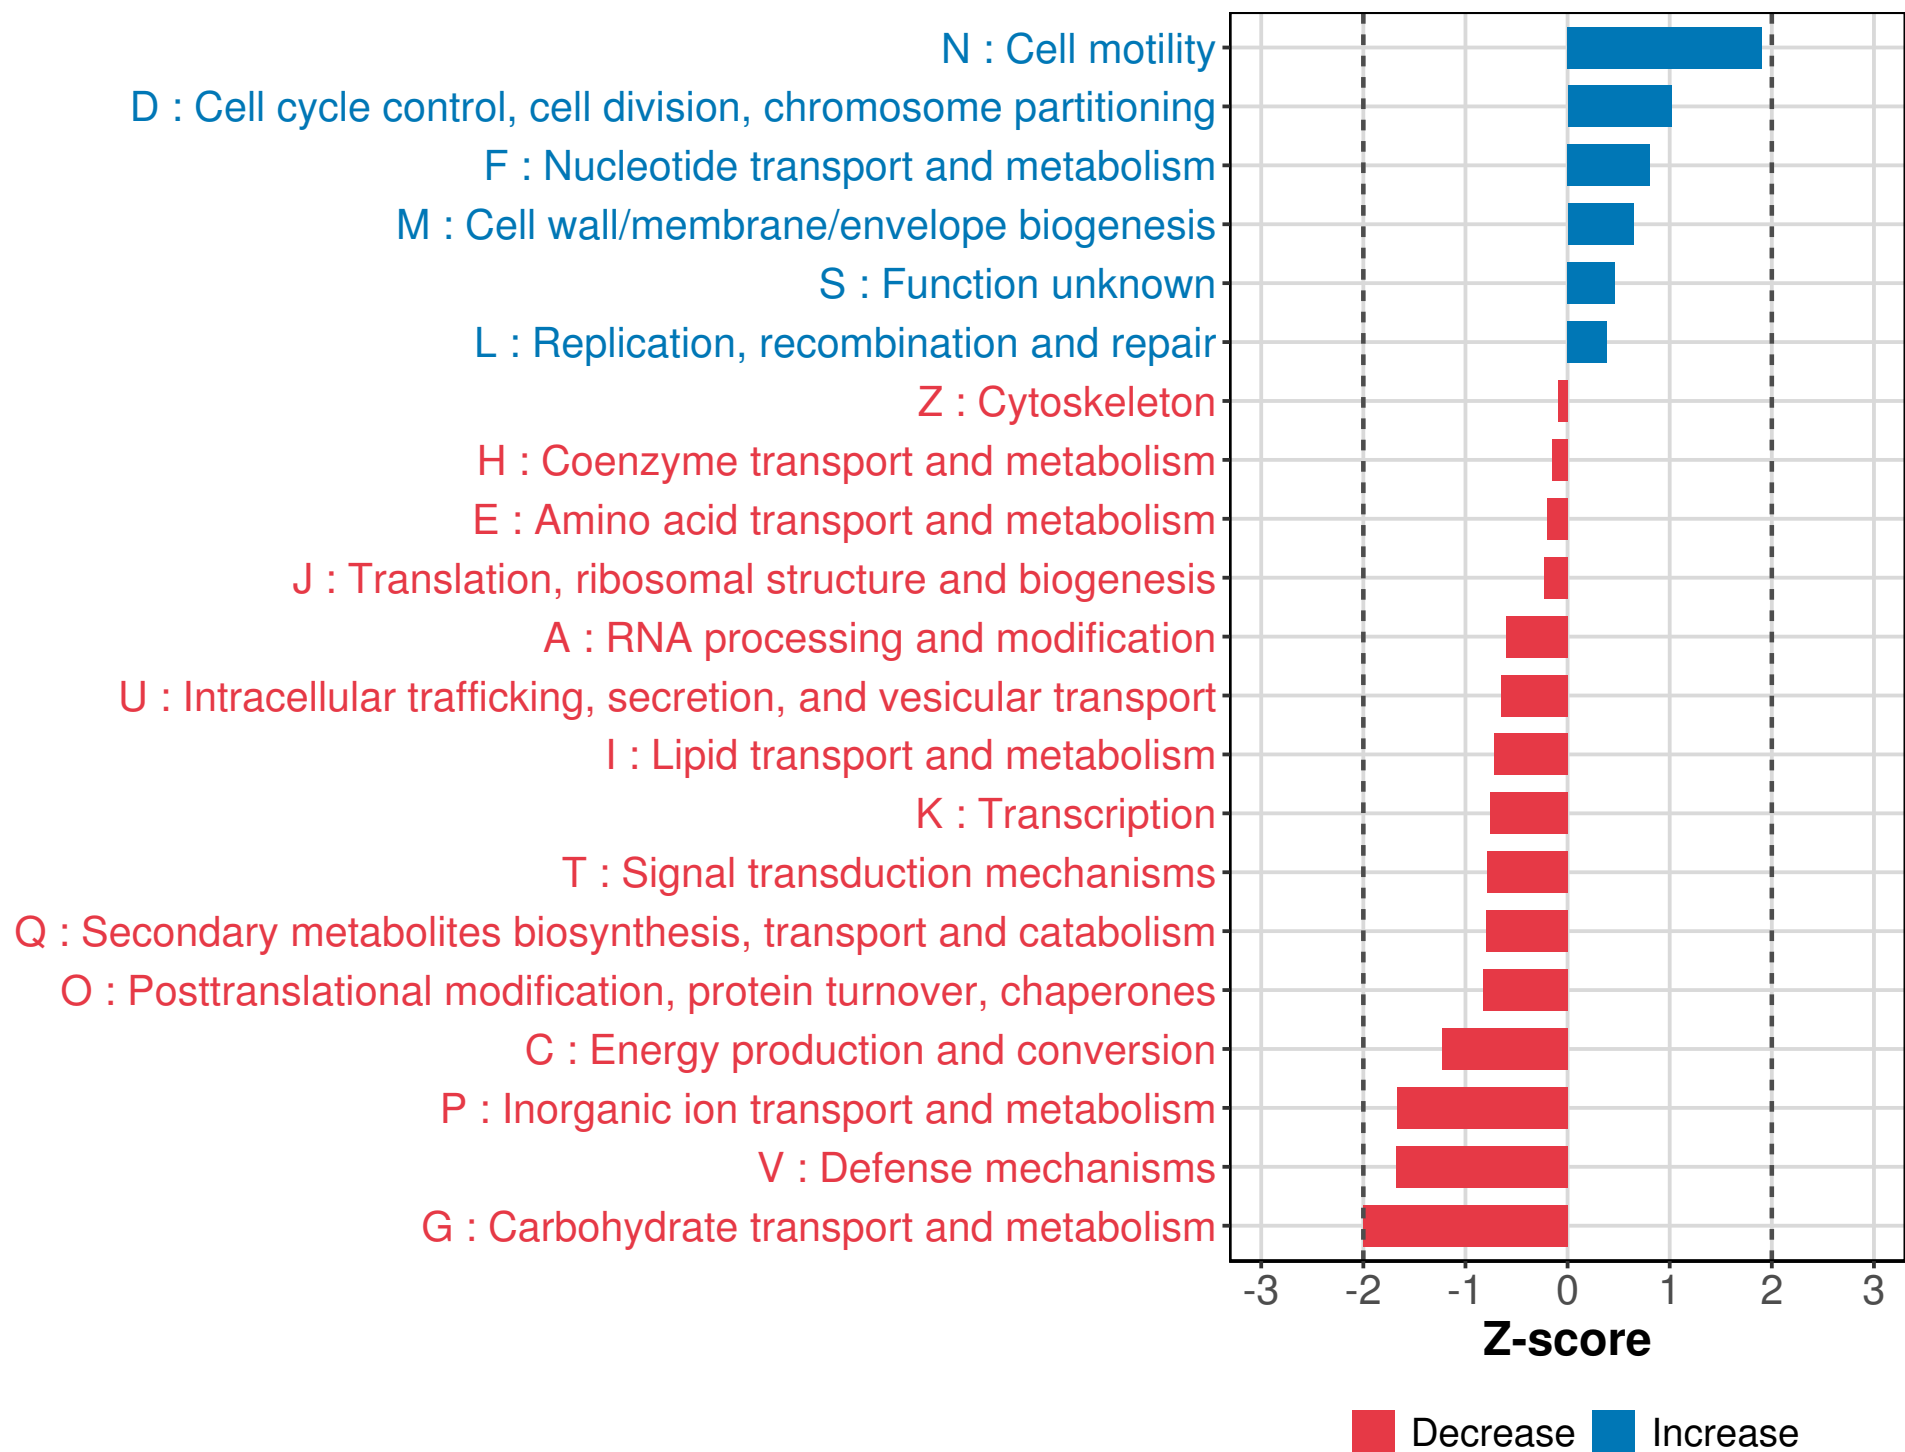 N : Cell motility
D : Cell cycle control, cell division, chromosome partitioning
F : Nucleotide transport and metabolism
M : Cell wall/membrane/envelope biogenesis
S : Function unknown
L : Replication, recombination and repair
Z : Cytoskeleton
H : Coenzyme transport and metabolism
E : Amino acid transport and metabolism
J : Translation, ribosomal structure and biogenesis
A : RNA processing and modification
U : Intracellular trafficking, secretion, and vesicular transport
I : Lipid transport and metabolism
K : Transcription
T : Signal transduction mechanisms
Q : Secondary metabolites biosynthesis, transport and catabolism
O : Posttranslational modification, protein turnover, chaperones
C : Energy production and conversion
P : Inorganic ion transport and metabolism
V : Defense mechanisms
G : Carbohydrate transport and metabolism
-3 -2 -1 0 1 2 3
Z-score
Decrease Increase